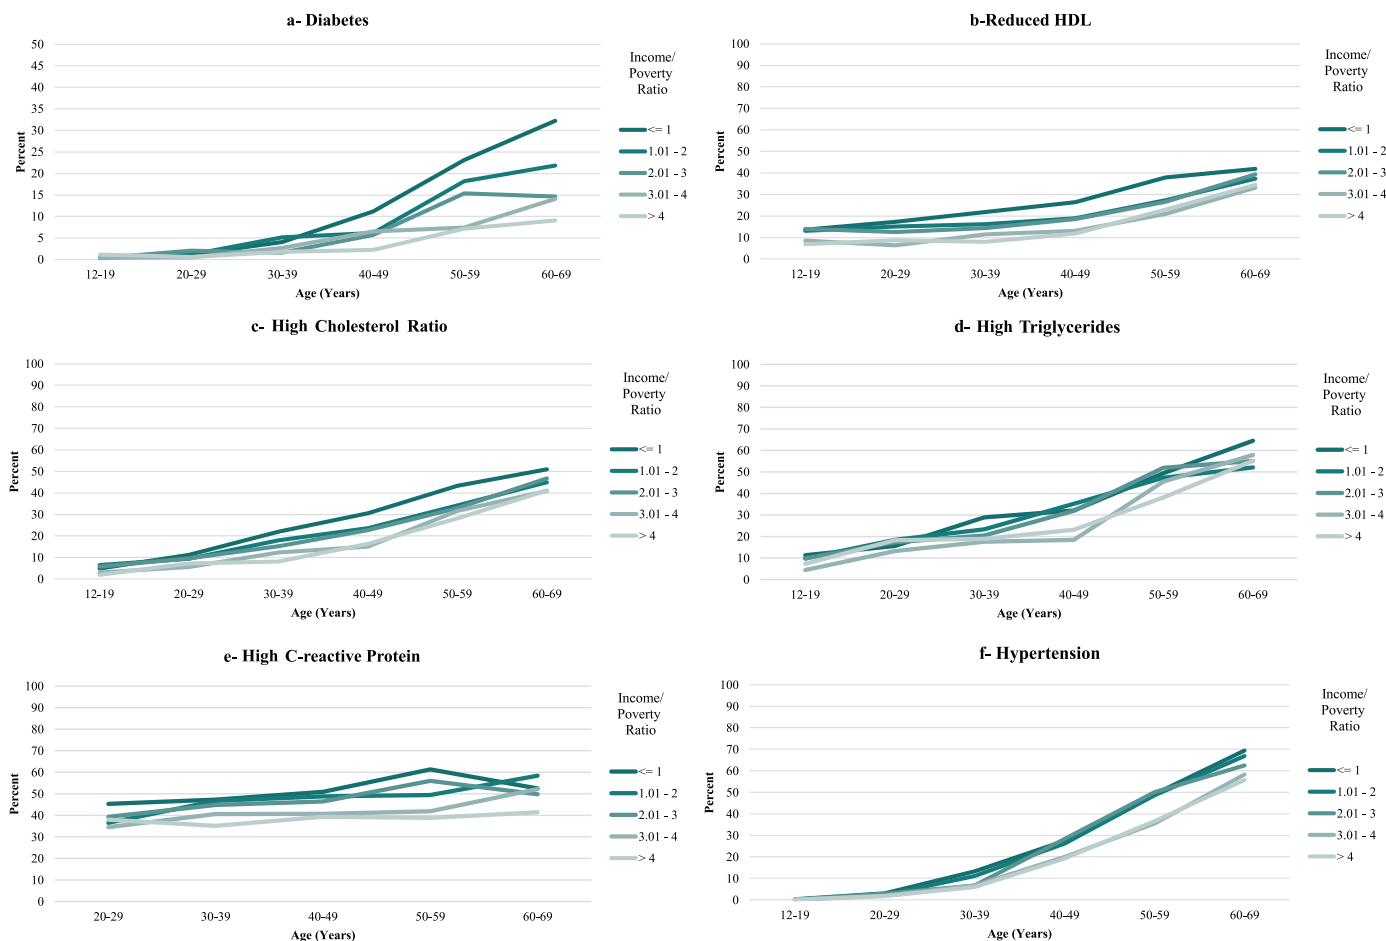 a- Diabetes
50
45
40
35
30
25
20
15
10
5
0
Percent
12-19
20-29
30-39
40-49
50-59
60-69
Age (Years)
Income/
Poverty
Ratio
<= 1
1.01 - 2
2.01 - 3
3.01 - 4
> 4
b-Reduced HDL
100
90
80
70
60
50
40
30
20
10
0
Percent
12-19
20-29
30-39
40-49
50-59
60-69
Age (Years)
Income/
Poverty
Ratio
<= 1
1.01 - 2
2.01 - 3
3.01 - 4
> 4
c- High Cholesterol Ratio
100
90
80
70
60
50
40
30
20
10
0
Percent
12-19
20-29
30-39
40-49
50-59
60-69
Age (Years)
Income/
Poverty
Ratio
<= 1
1.01 - 2
2.01 - 3
3.01 - 4
> 4
d- High Triglycerides
100
90
80
70
60
50
40
30
20
10
0
Percent
12-19
20-29
30-39
40-49
50-59
60-69
Age (Years)
Income/
Poverty
Ratio
<= 1
1.01 - 2
2.01 - 3
3.01 - 4
> 4
e- High C-reactive Protein
100
90
80
70
60
50
40
30
20
10
0
Percent
20-29
30-39
40-49
50-59
60-69
Age (Years)
Income/
Poverty
Ratio
<= 1
1.01 - 2
2.01 - 3
3.01 - 4
> 4
f- Hypertension
100
90
80
70
60
50
40
30
20
10
0
Percent
12-19
20-29
30-39
40-49
50-59
60-69
Age (Years)
Income/
Poverty
Ratio
<= 1
1.01 - 2
2.01 - 3
3.01 - 4
> 4